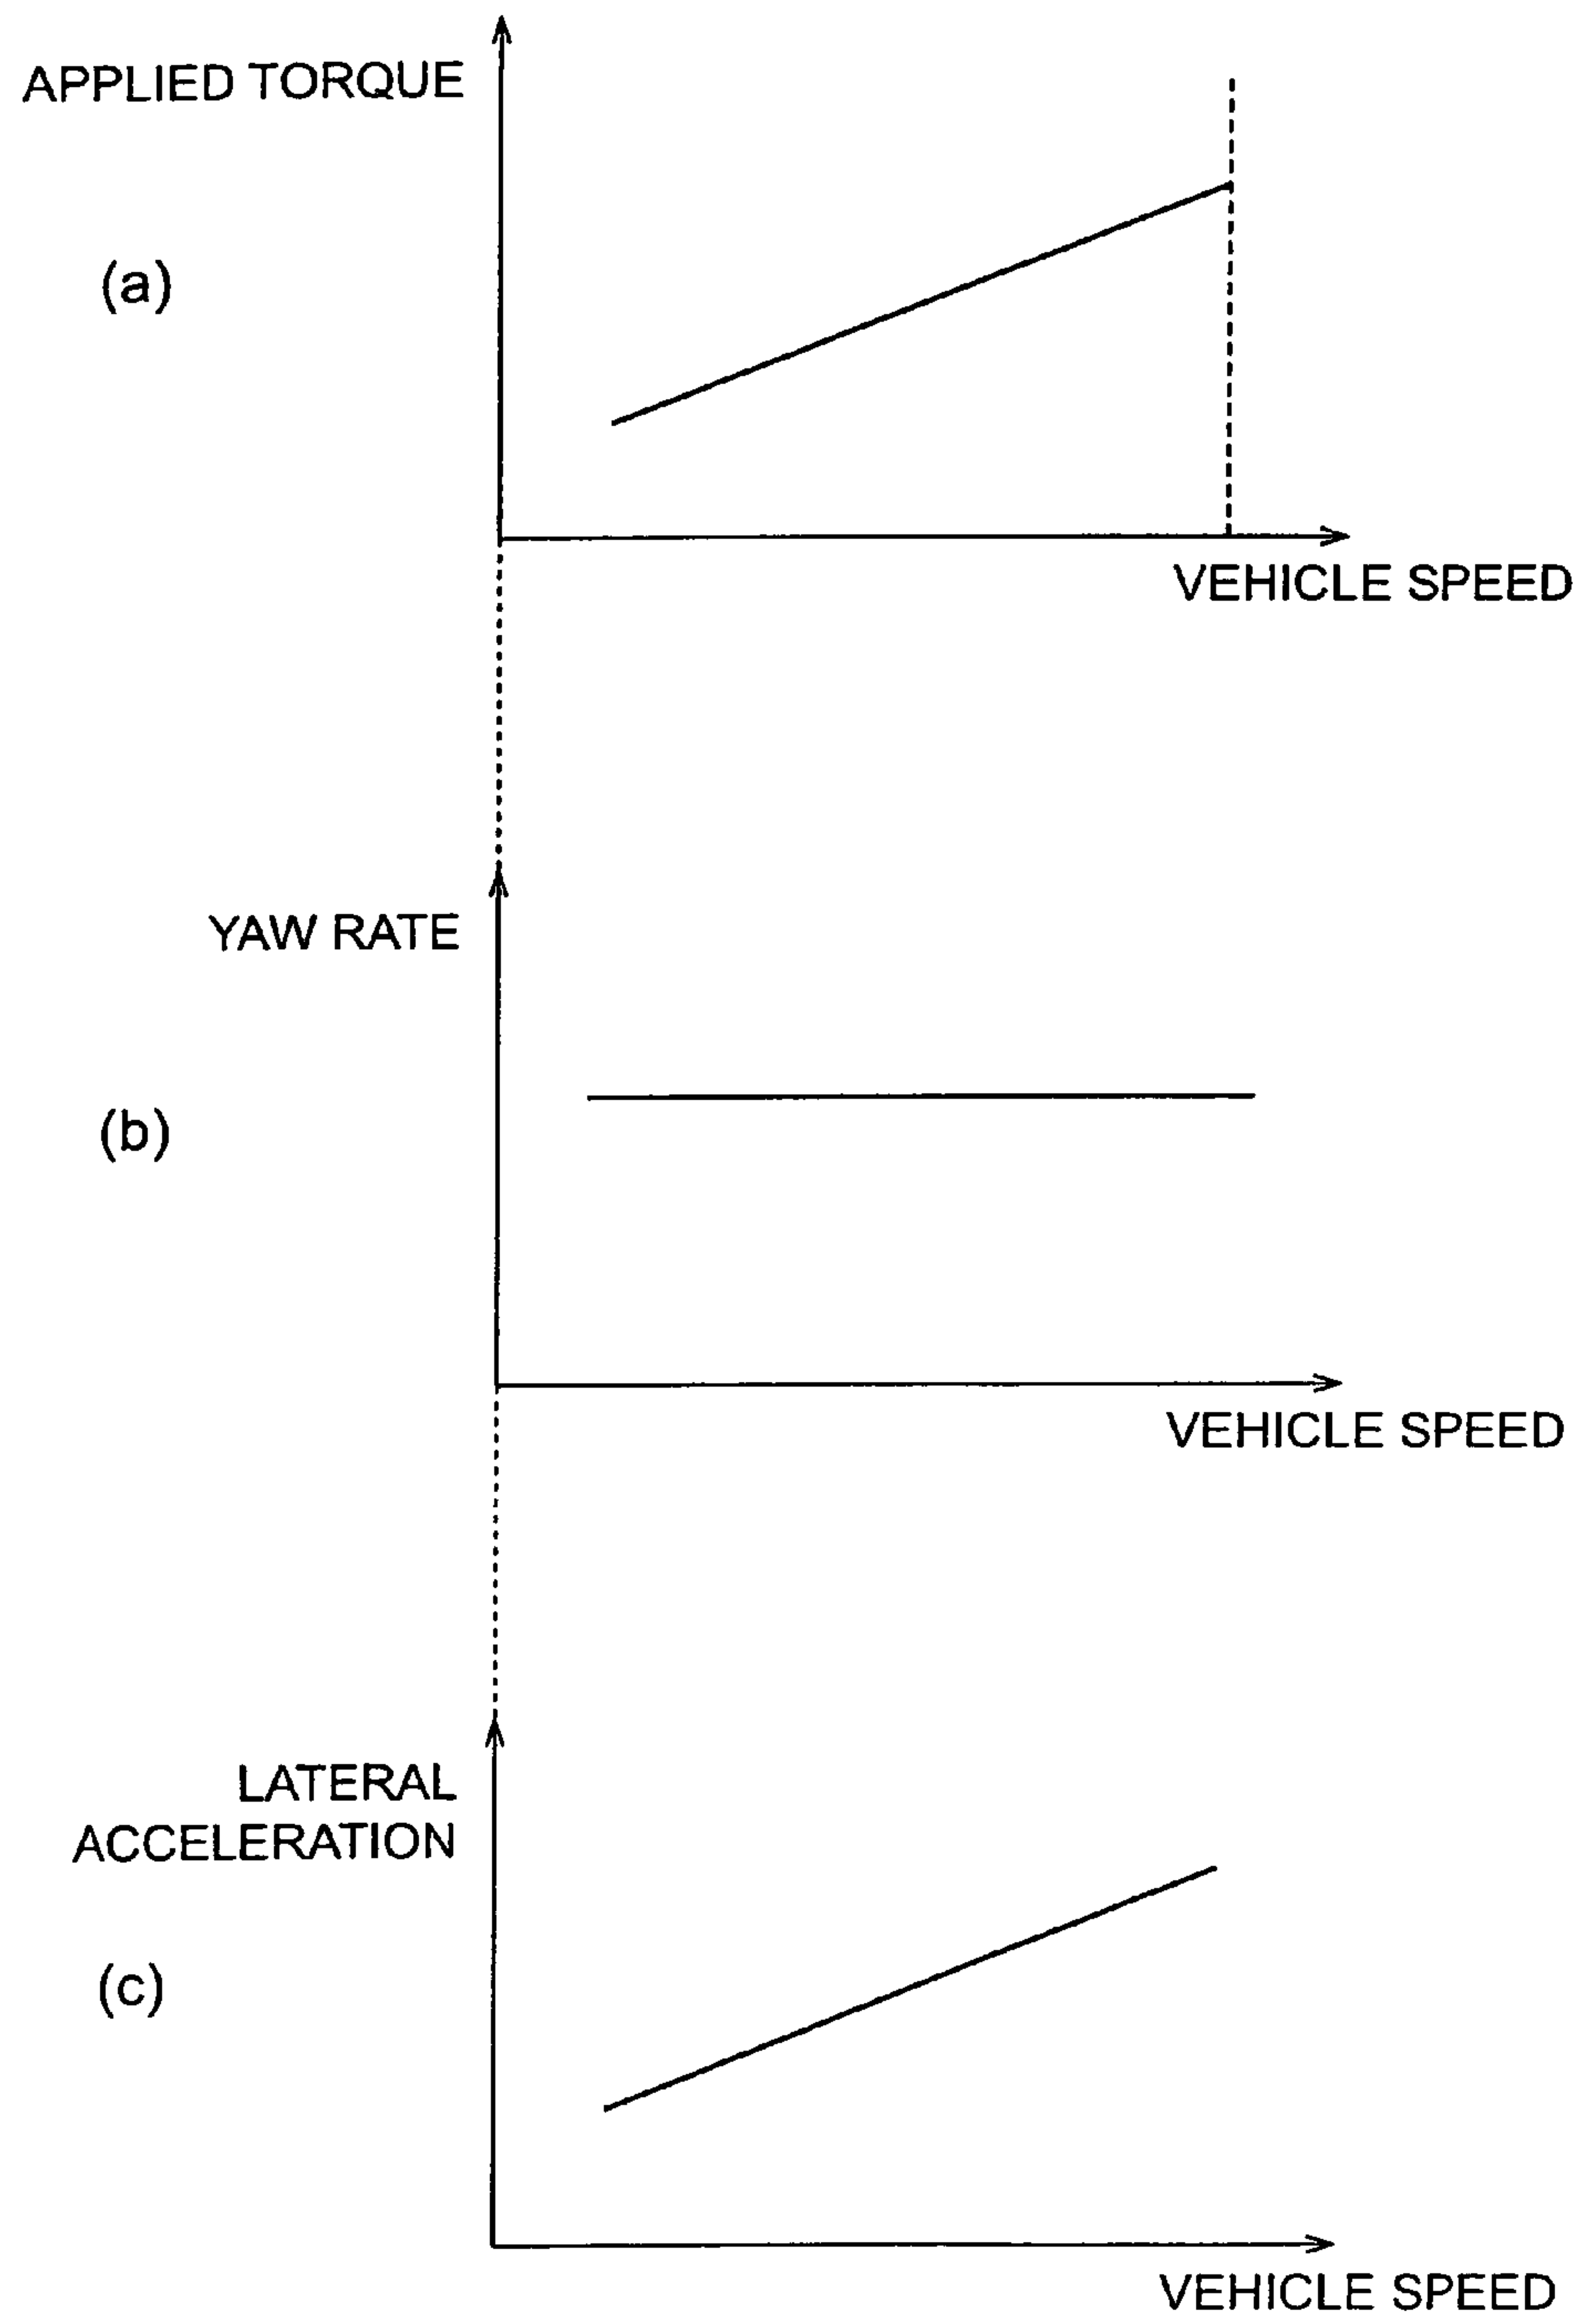 APPLIED TORQUE
(a)
VEHICLE SPEED
YAW RATE
(b)
VEHICLE SPEED
LATERAL
ACCELERATION
(c)
VEHICLE SPEED